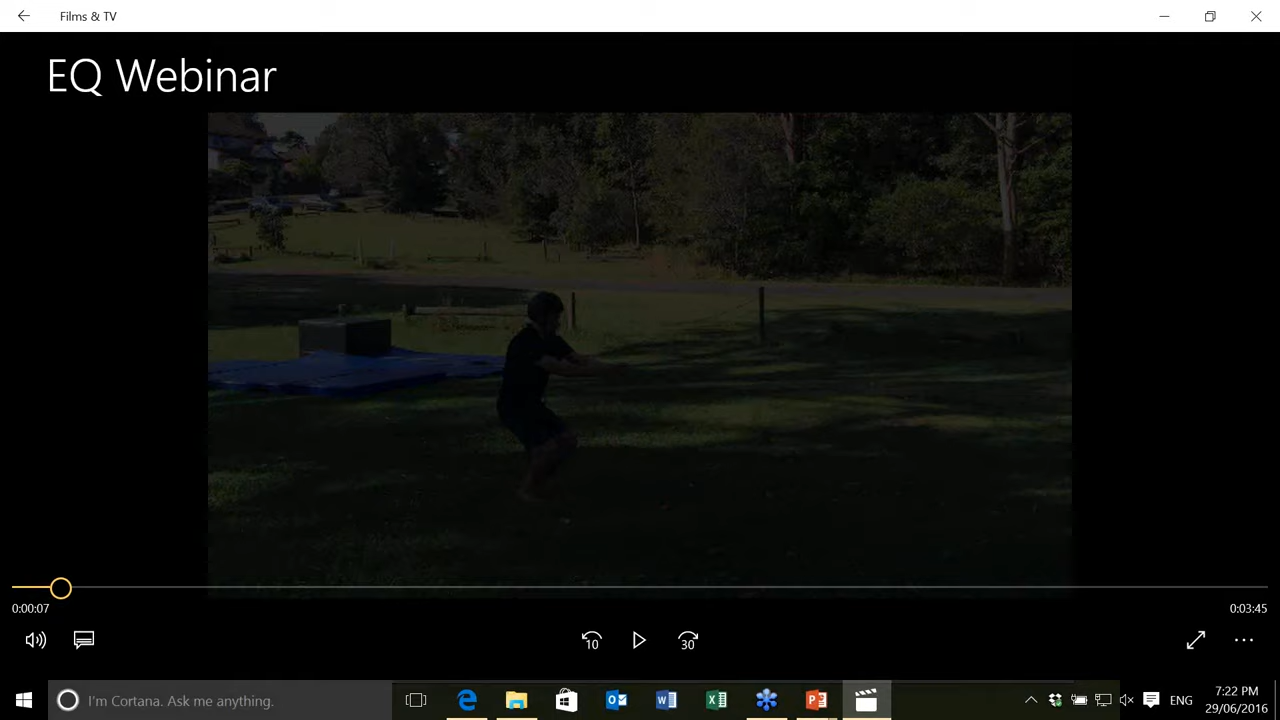 Films & TV
EQ Webinar
0:00:07
0:03:45
10
30
I'm Cortana. Ask me anything.
ENG
7:22 PM
29/06/2016